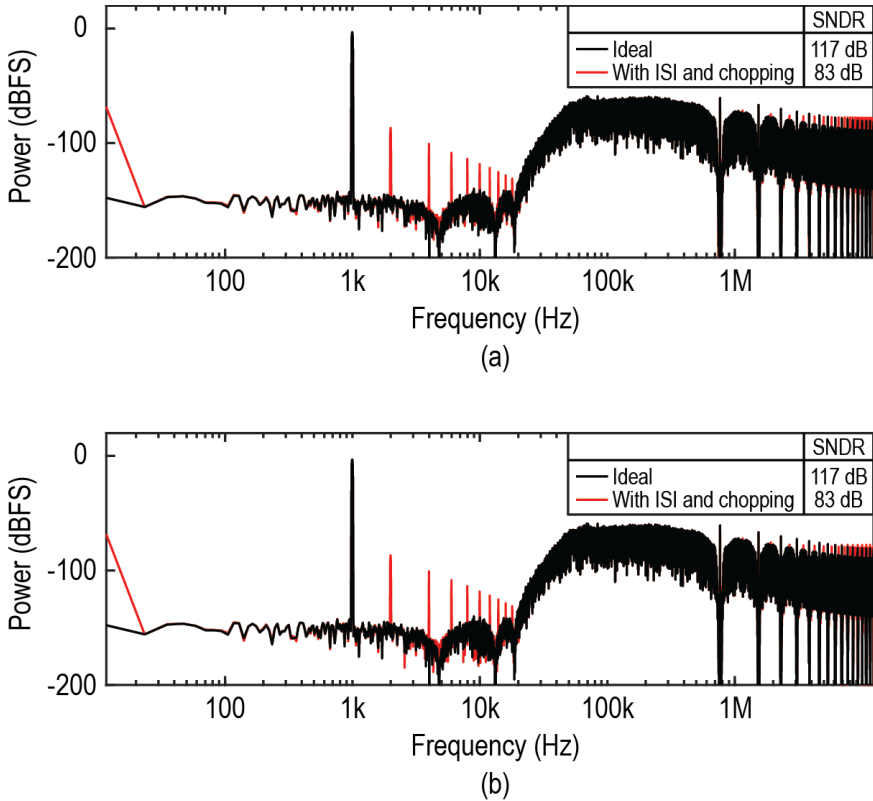 SNDR
Ideal 117 dB
With ISI and chopping 83 dB
0
-100
-200
Power (dBFS)
100 1k 10k 100k 1M
Frequency (Hz)
(a)
SNDR
Ideal 117 dB
With ISI and chopping 83 dB
0
-100
-200
Power (dBFS)
100 1k 10k 100k 1M
Frequency (Hz)
(b)